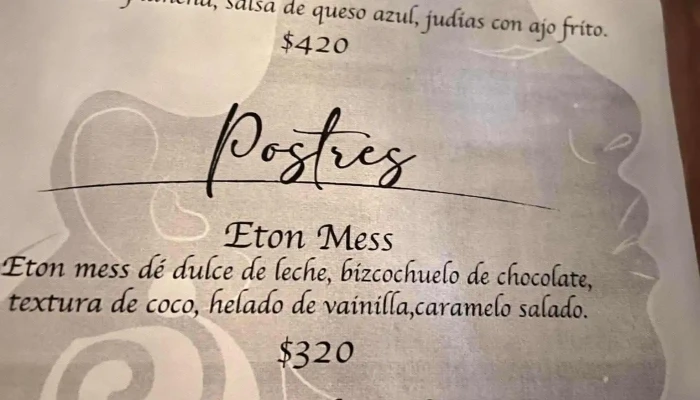 salsa de queso azul, judías con ajo frito.
$420
Postres
Eton Mess
Eton mess dé dulce de leche, bizcochuelo de chocolate,
textura de coco, helado de vainilla,caramelo salado.
$320